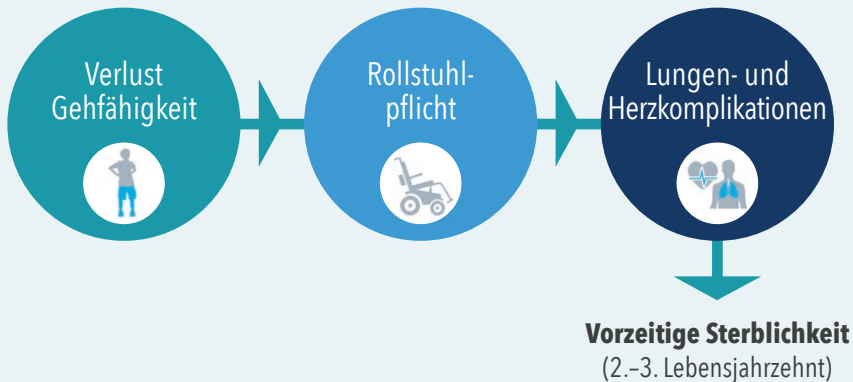 Verlust
Gehfähigkeit
Rollstuhl-
pflicht
Lungen- und
Herzkomplikationen
Vorzeitige Sterblichkeit
(2.–3. Lebensjahrzehnt)